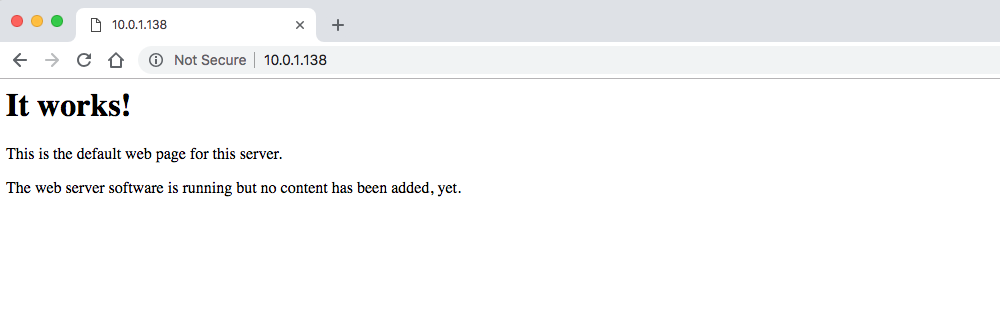 10.0.1.138
Not Secure | 10.0.1.138
It works!
This is the default web page for this server.
The web server software is running but no content has been added, yet.